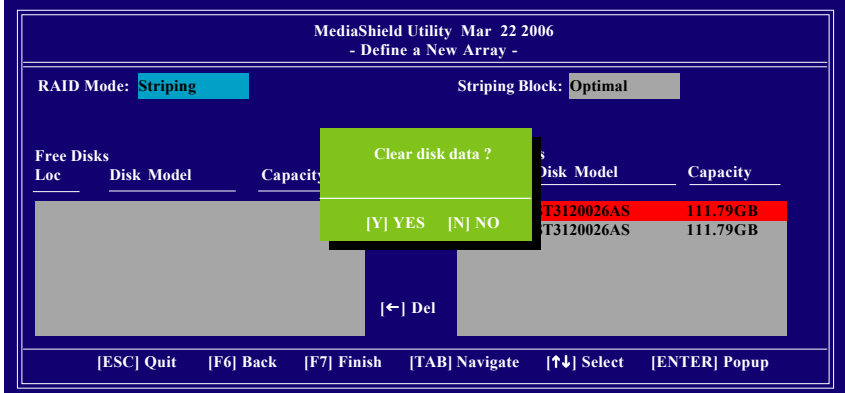 MediaShield Utility Mar 22 2006
- Define a New Array -
RAID Mode: Striping
Striping Block: Optimal
Clear disk data ?
[Y] YES [N] NO
Free Disks
Loc Disk Model
s
Disk Model Capacity
ST3120026AS 111.79GB
ST3120026AS 111.79GB
[←] Del
[ESC] Quit [F6] Back [F7] Finish [TAB] Navigate [↑↓] Select [ENTER] Popup